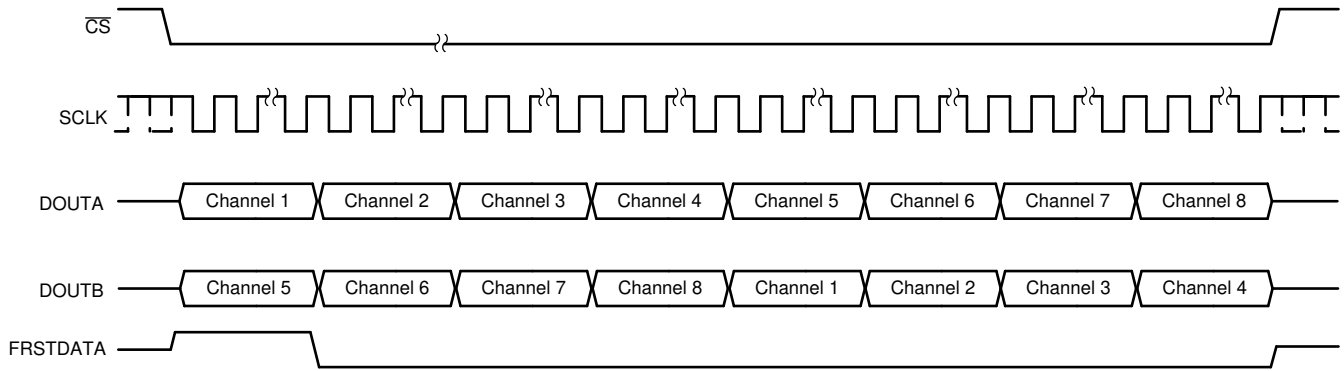 CS
SCLK
DOUTA Channel 1 Channel 2 Channel 3 Channel 4 Channel 5 Channel 6 Channel 7 Channel 8
DOUTB Channel 5 Channel 6 Channel 7 Channel 8 Channel 1 Channel 2 Channel 3 Channel 4
FRSTDATA